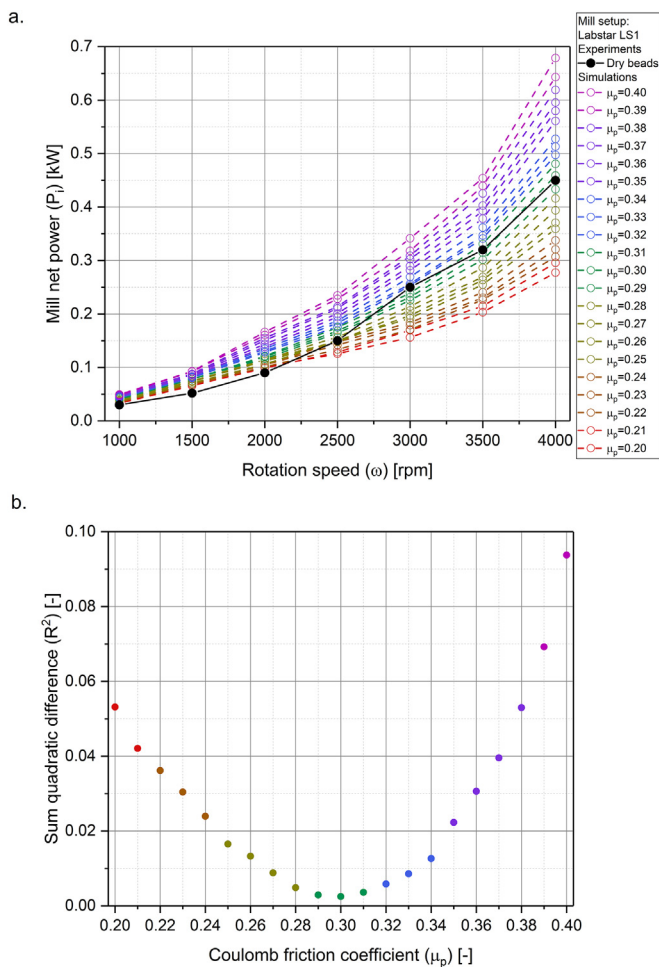 a.
0.7
0.6
0.5
0.4
0.3
0.2
0.1
0.0
Mill net power (Pᵢ) [kW]
1000 1500 2000 2500 3000 3500 4000
Rotation speed (ω) [rpm]
Mill setup:
Labstar LS1
Experiments
Dry beads
Simulations
μₚ=0.40
μₚ=0.39
μₚ=0.38
μₚ=0.37
μₚ=0.36
μₚ=0.35
μₚ=0.34
μₚ=0.33
μₚ=0.32
μₚ=0.31
μₚ=0.30
μₚ=0.29
μₚ=0.28
μₚ=0.27
μₚ=0.26
μₚ=0.25
μₚ=0.24
μₚ=0.23
μₚ=0.22
μₚ=0.21
μₚ=0.20
b.
0.10
0.08
0.06
0.04
0.02
0.00
Sum quadratic difference (R²) [-]
0.20 0.22 0.24 0.26 0.28 0.30 0.32 0.34 0.36 0.38 0.40
Coulomb friction coefficient (μₚ) [-]